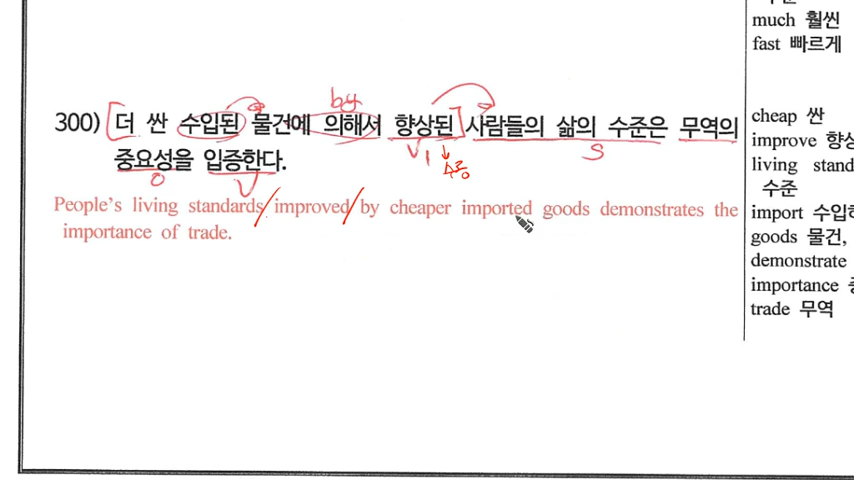 much 훨씬
fast 빠르게
by
300) 더 싼 수입된 물건에 의해서 향상된 사람들의 삶의 수준은 무역의
중요성을 입증한다.
V1
수동
S
O
V
People's living standards/improved/by cheaper imported goods demonstrates the
importance of trade.
cheap 싼
improve 향상
living stand
수준
import 수입하
goods 물건,
demonstrate
importance 중
trade 무역